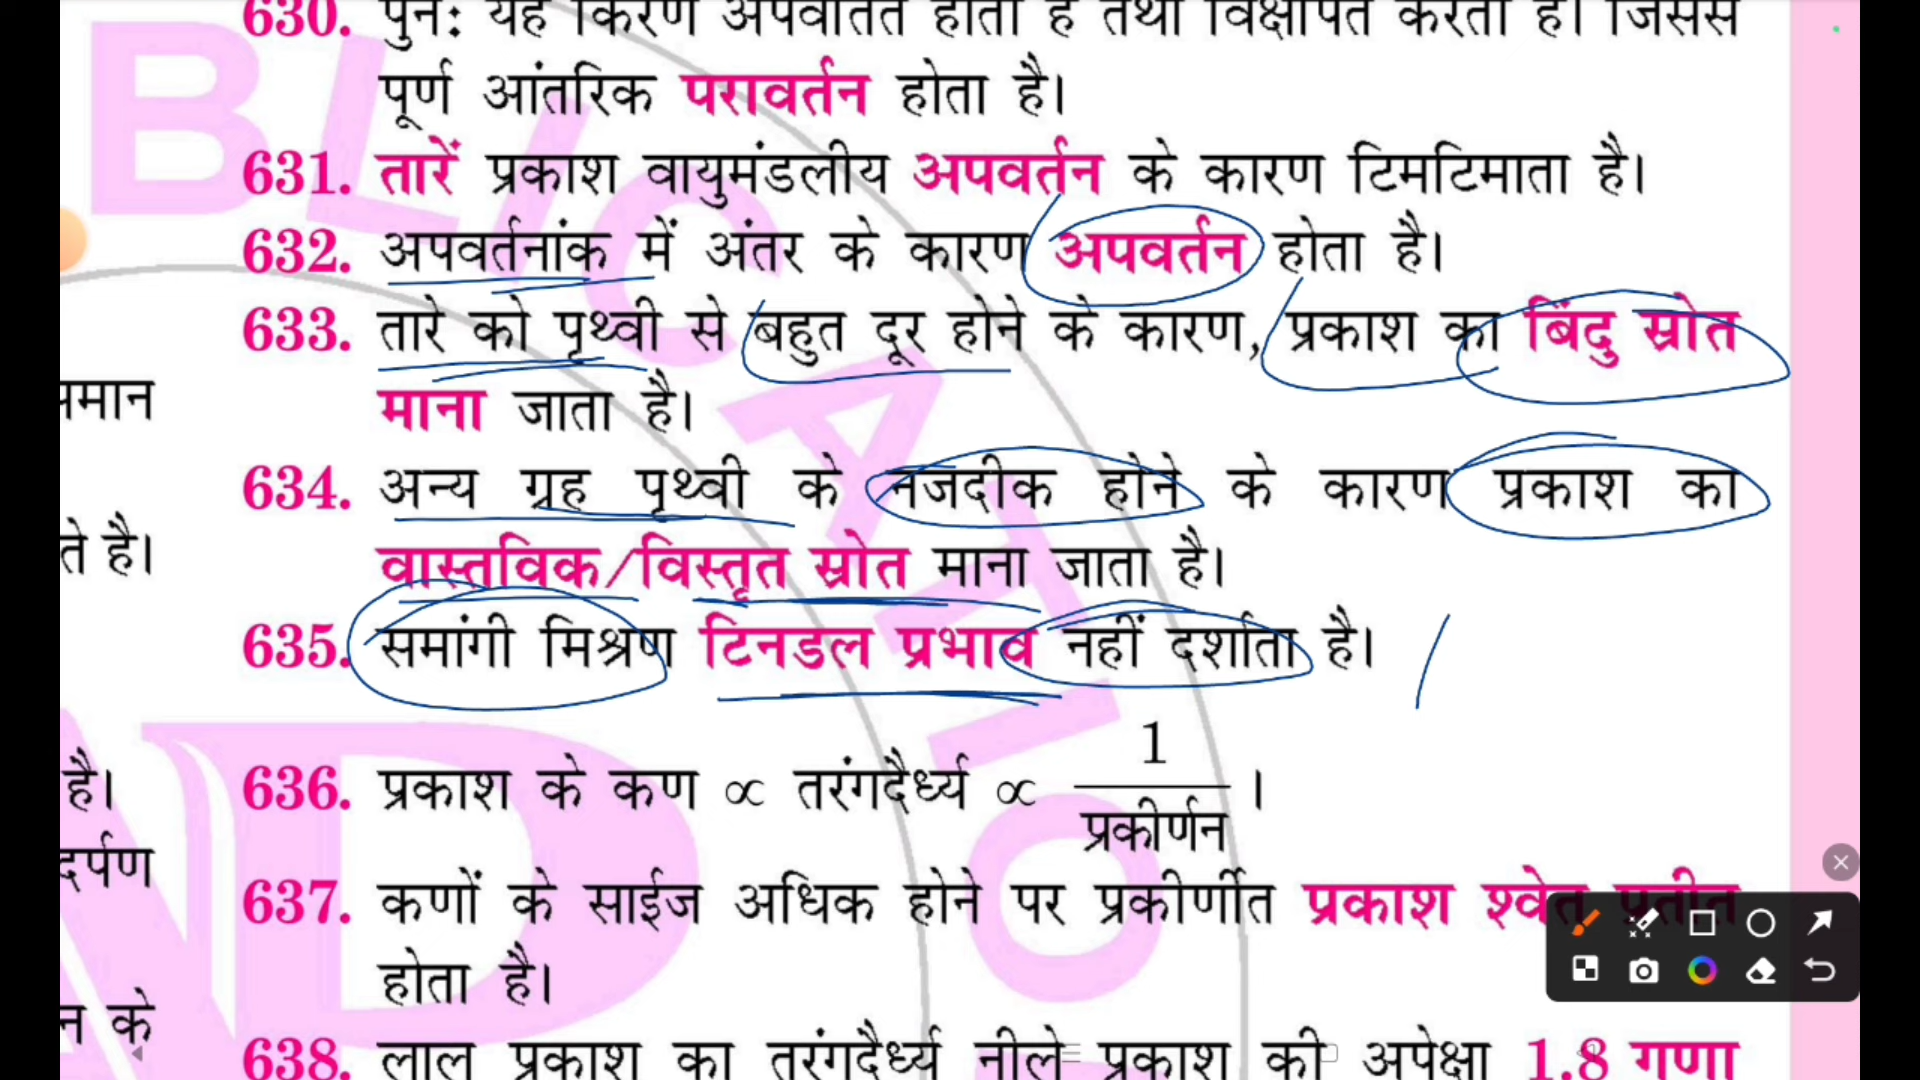 630. पुनः यह किरण अपवर्तित होता है तथा विक्षेपित करता है। जिससे
पूर्ण आंतरिक परावर्तन होता है।
631. तारें प्रकाश वायुमंडलीय अपवर्तन के कारण टिमटिमाता है।
632. अपवर्तनांक में अंतर के कारण अपवर्तन होता है।
633. तारे को पृथ्वी से बहुत दूर होने के कारण, प्रकाश का बिंदु स्रोत
माना जाता है।
634. अन्य ग्रह पृथ्वी के नजदीक होने के कारण प्रकाश का
वास्तविक/विस्तृत स्रोत माना जाता है।
635. समांगी मिश्रण टिनडल प्रभाव नहीं दर्शाता है।
636. प्रकाश के कण ∝ तरंगदैर्ध्य ∝ 1/प्रकीर्णन ।
637. कणों के साईज अधिक होने पर प्रकीर्णीत प्रकाश श्वेत प्रतीत
होता है।
638. लाल प्रकाश का तरंगदैर्ध्य नीले प्रकाश की अपेक्षा 1.8 गुणा
ते है।
है।
दर्पण
न के
BLICATIO
ND